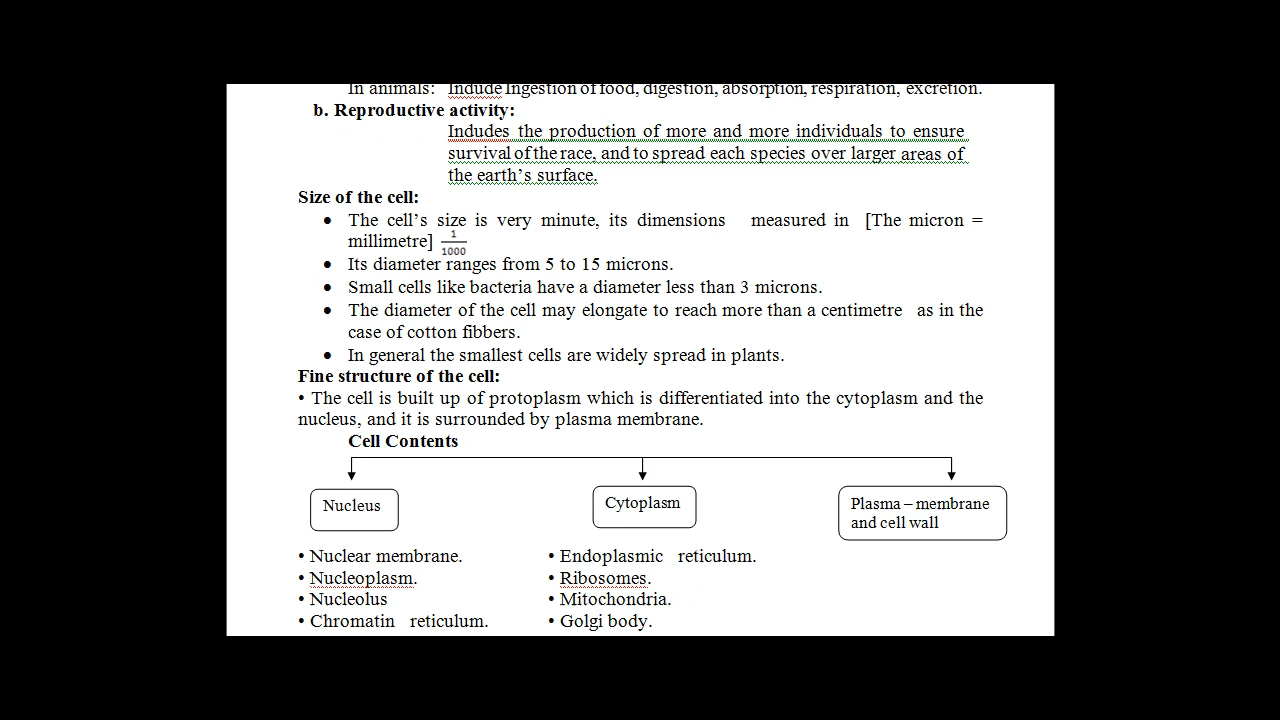 In animals: Indude Ingestion of food, digestion, absorption, respiration, excretion.
b. Reproductive activity:
Indudes the production of more and more individuals to ensure
survival of the race, and to spread each species over larger areas of
the earth's surface.
Size of the cell:
• The cell's size is very minute, its dimensions measured in [The micron =
millimetre] 1/1000
• Its diameter ranges from 5 to 15 microns.
• Small cells like bacteria have a diameter less than 3 microns.
• The diameter of the cell may elongate to reach more than a centimetre as in the
case of cotton fibbers.
• In general the smallest cells are widely spread in plants.
Fine structure of the cell:
• The cell is built up of protoplasm which is differentiated into the cytoplasm and the
nucleus, and it is surrounded by plasma membrane.
Cell Contents
Nucleus
Cytoplasm
Plasma – membrane
and cell wall
• Nuclear membrane.
• Nucleoplasm.
• Nucleolus
• Chromatin reticulum.
• Endoplasmic reticulum.
• Ribosomes.
• Mitochondria.
• Golgi body.